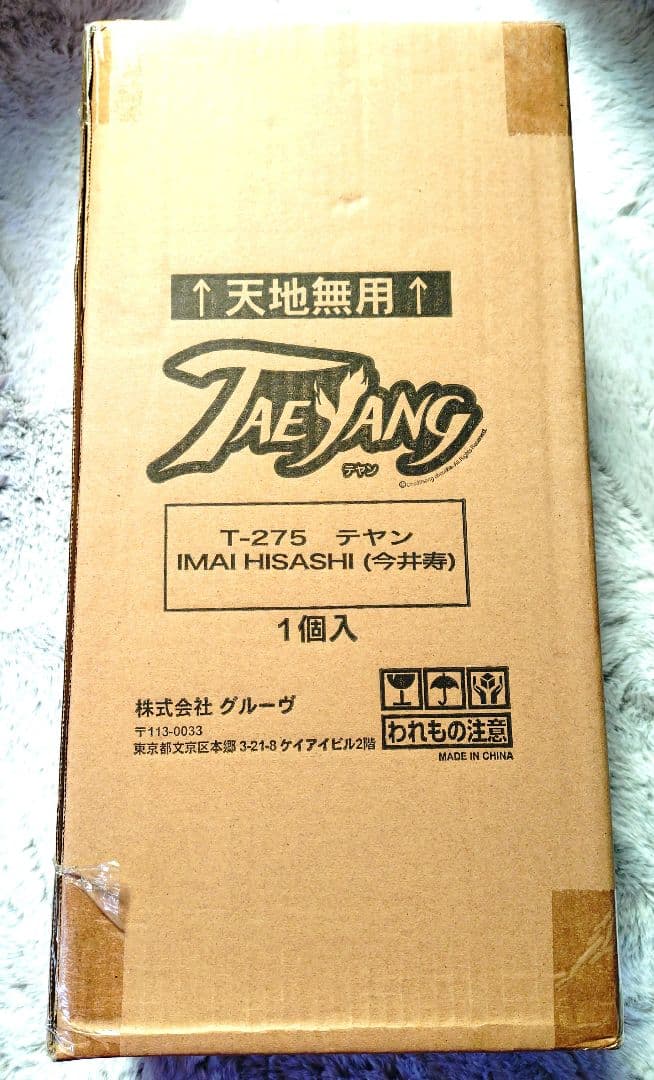 ↑天地無用↑
TAEYANG
テヤン
T-275 テヤン
IMAI HISASHI (今井寿)
1個入
株式会社 グルーヴ
〒113-0033
東京都文京区本郷 3-21-8 ケイアイビル2階
われもの注意
MADE IN CHINA